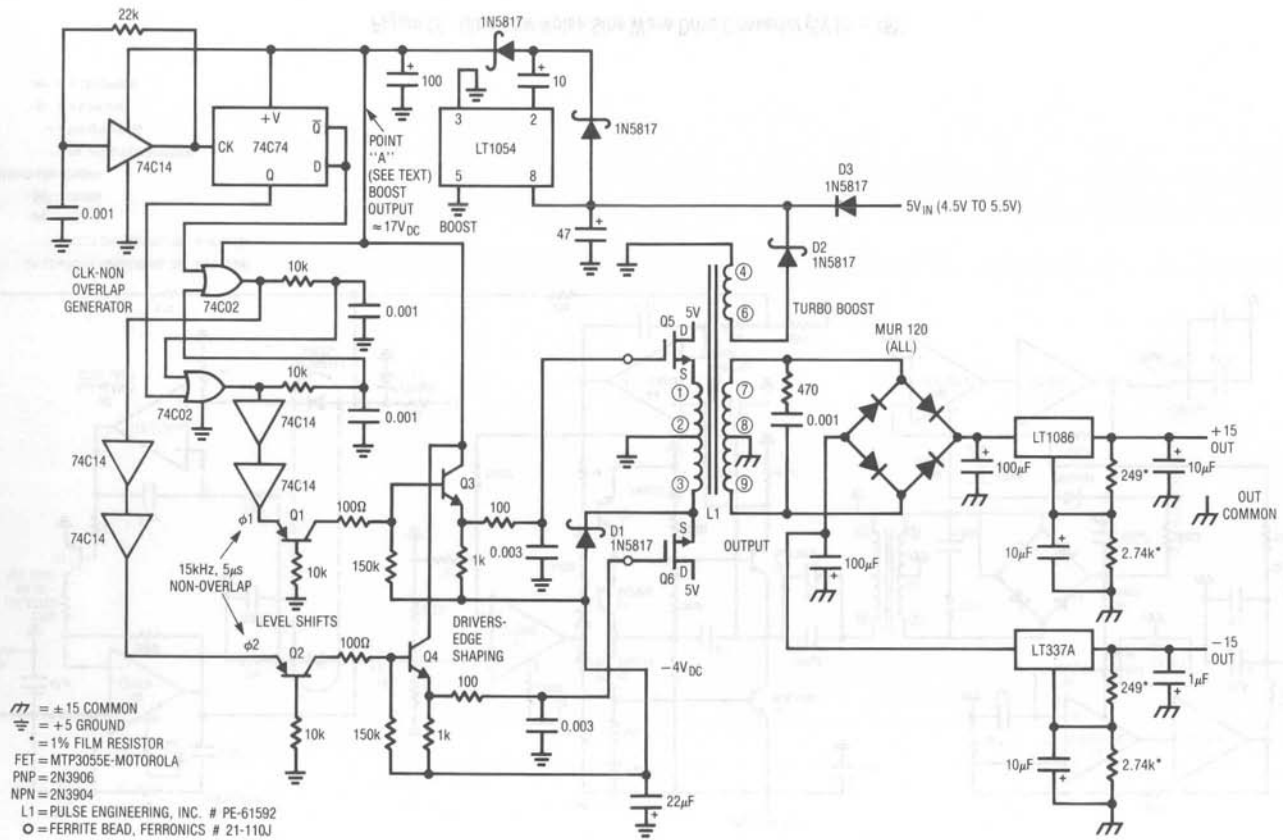 22k
1N5817
+
100
+
10
+V
Q̅
CK
74C74
D
Q
74C14
0.001
3
2
LT1054
5
8
BOOST
1N5817
POINT
"A"
(SEE TEXT)
BOOST
OUTPUT
≈17VDC
D3
1N5817
5VIN (4.5V TO 5.5V)
47
+
D2
1N5817
TURBO BOOST
CLK-NON
OVERLAP
GENERATOR
74C02
10k
0.001
74C02
10k
0.001
4
6
5V
Q5
D
S
1
2
3
7
8
9
L1
470
0.001
MUR 120
(ALL)
OUTPUT
74C14
74C14
74C14
74C14
φ1
Q1
100Ω
Q3
100
0.003
D1
1N5817
S
Q6
D
5V
15kHz, 5µs
NON-OVERLAP
10k
150k
1k
LEVEL SHIFTS
DRIVERS-
EDGE
SHAPING
φ2
Q2
100Ω
Q4
100
−4VDC
10k
150k
1k
0.003
22µF
+
LT1086
+
100µF
249*
+
10µF
+15
OUT
OUT
COMMON
10µF
+
2.74k*
100µF
+
LT337A
249*
1µF
+
−15
OUT
10µF
+
2.74k*
= ±15 COMMON
= +5 GROUND
* = 1% FILM RESISTOR
FET = MTP3055E-MOTOROLA
PNP = 2N3906
NPN = 2N3904
L1 = PULSE ENGINEERING, INC. # PE-61592
O = FERRITE BEAD, FERRONICS # 21-110J